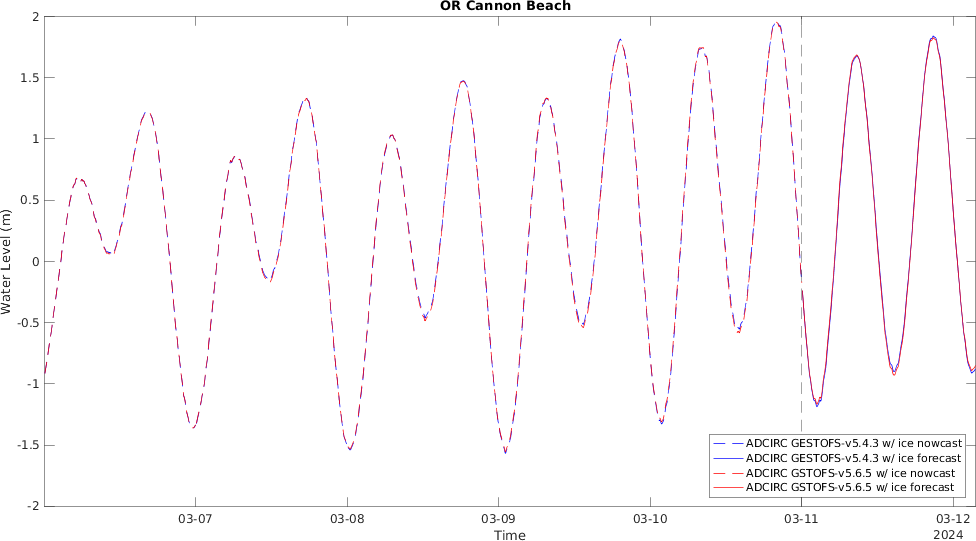 OR Cannon Beach
2
1.5
1
0.5
0
-0.5
-1
-1.5
-2
Water Level (m)
03-07
03-08
03-09
03-10
03-11
03-12
Time
2024
ADCIRC GESTOFS-v5.4.3 w/ ice nowcast
ADCIRC GESTOFS-v5.4.3 w/ ice forecast
ADCIRC GSTOFS-v5.6.5 w/ ice nowcast
ADCIRC GSTOFS-v5.6.5 w/ ice forecast